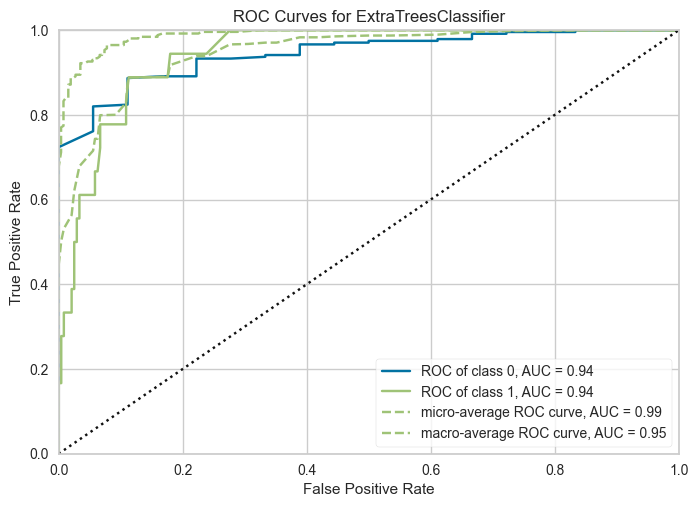 ROC Curves for ExtraTreesClassifier
1.0
0.8
0.6
0.4
0.2
0.0
True Positive Rate
ROC of class 0, AUC = 0.94
ROC of class 1, AUC = 0.94
micro-average ROC curve, AUC = 0.99
macro-average ROC curve, AUC = 0.95
0.0 0.2 0.4 0.6 0.8 1.0
False Positive Rate